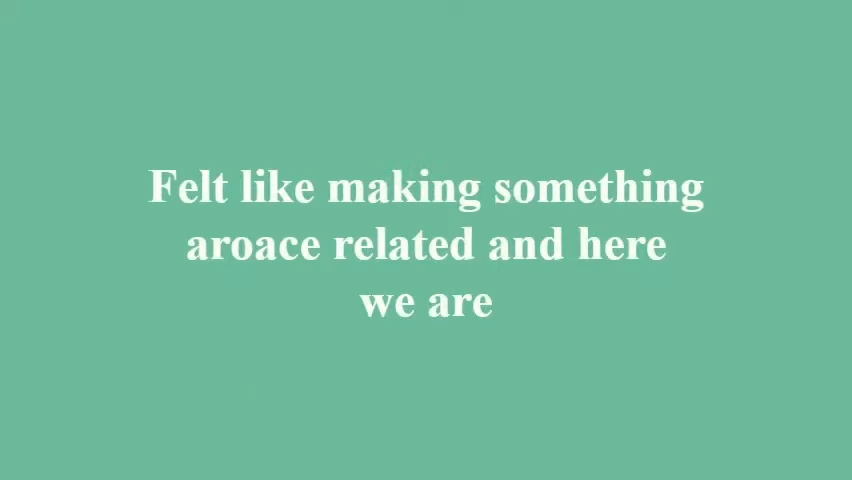 Felt like making something
aroace related and here
we are